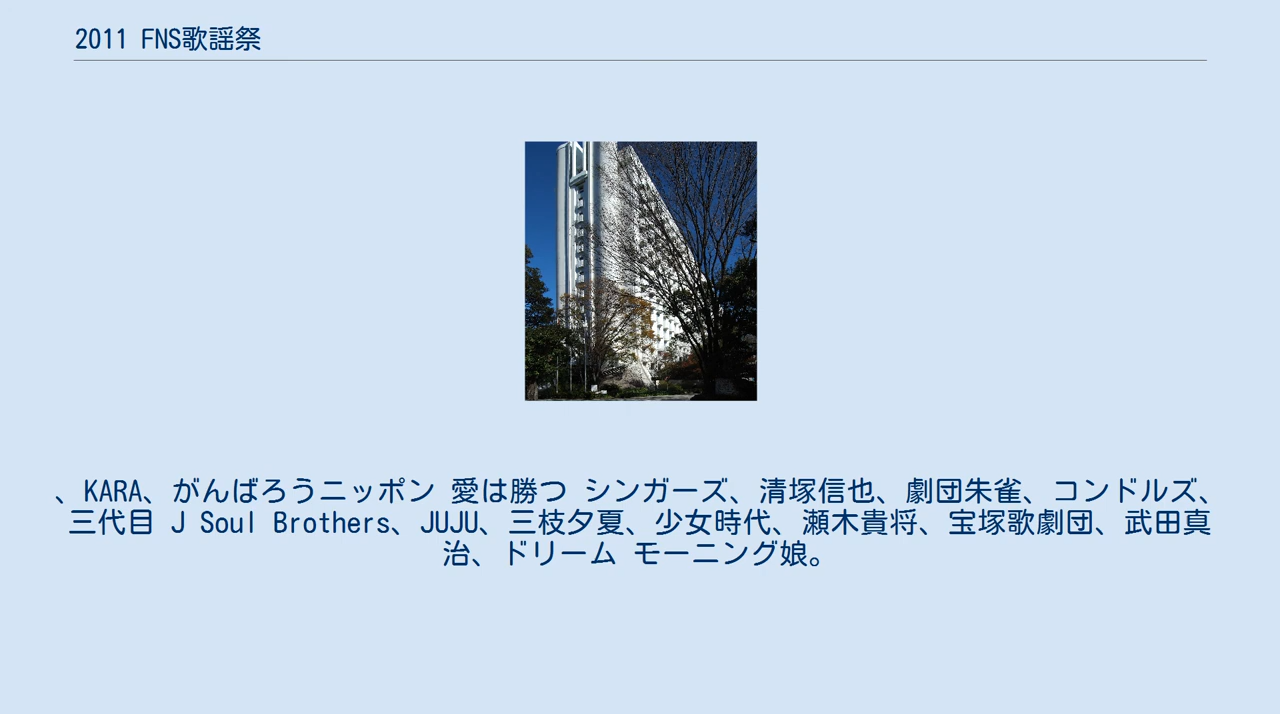 2011 FNS歌謡祭
、KARA、がんばろうニッポン 愛は勝つ シンガーズ、清塚信也、劇団朱雀、コンドルズ、
三代目 J Soul Brothers、JUJU、三枝夕夏、少女時代、瀬木貴将、宝塚歌劇団、武田真
治、ドリーム モーニング娘。